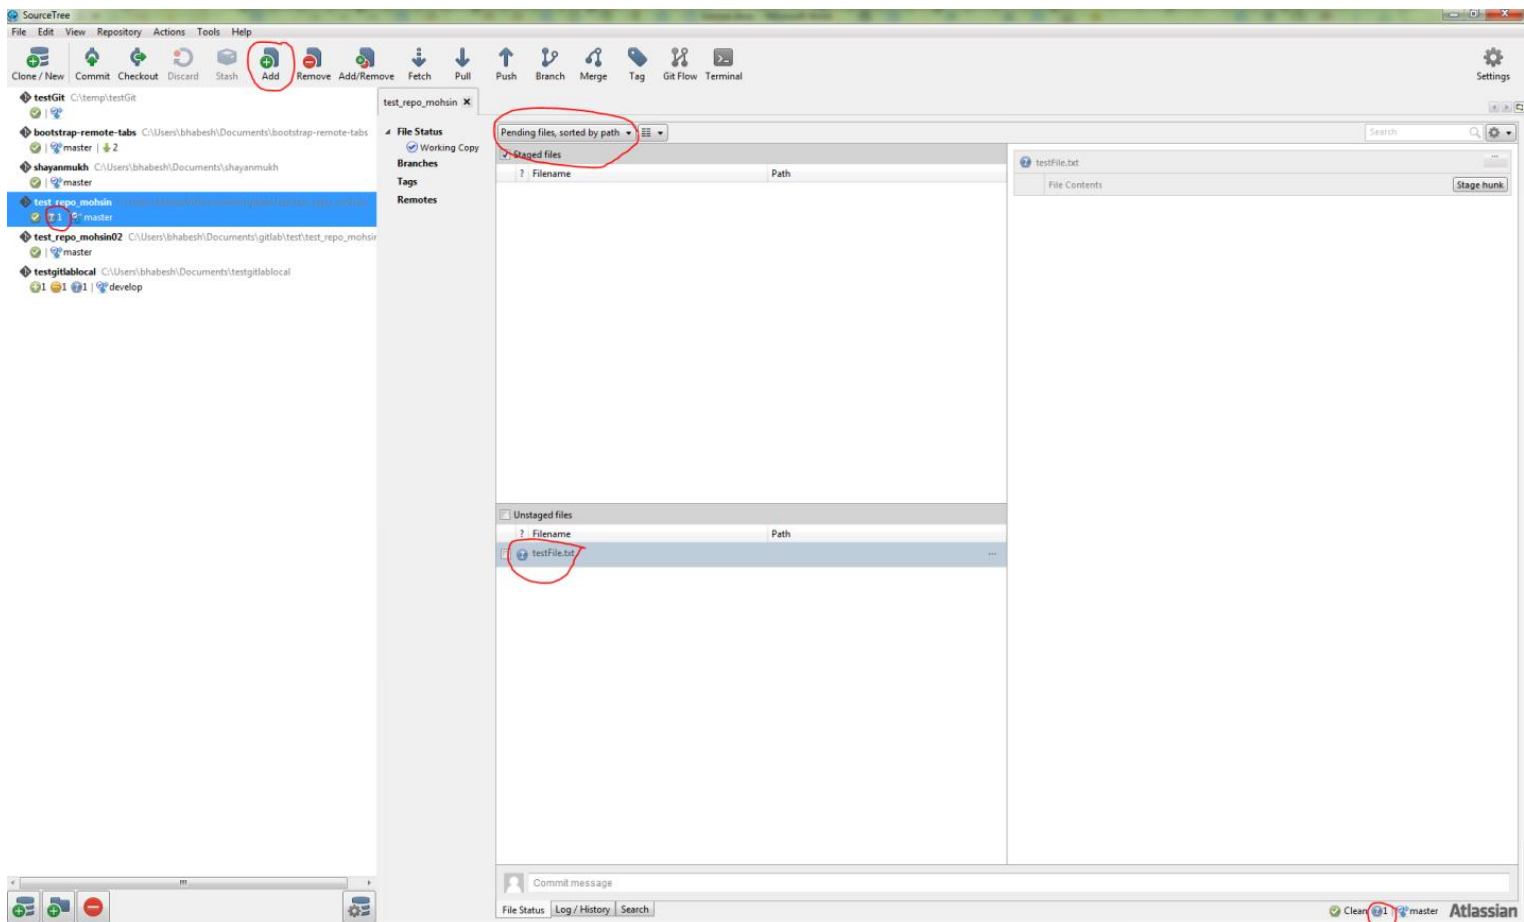 SourceTree
File Edit View Repository Actions Tools Help
Clone / New Commit Checkout Discard Stash Add Remove Add/Remove Fetch Pull Push Branch Merge Tag Git Flow Terminal Settings
testGit C:\temp\testGit
bootstrap-remote-tabs C:\Users\bhabesh\Documents\bootstrap-remote-tabs
master | 2
shayanmukh C:\Users\bhabesh\Documents\shayanmukh
master
test_repo_mohsin
1 master
test_repo_mohsin02 C:\Users\bhabesh\Documents\gitlab\test\test_repo_mohsin
master
testgitlablocal C:\Users\bhabesh\Documents\testgitlablocal
1 1 1 | develop
test_repo_mohsin
File Status
Working Copy
Branches
Tags
Remotes
Pending files, sorted by path
Search
Staged files
? Filename Path
Unstaged files
? Filename Path
testFile.txt ...
testFile.txt ...
File Contents Stage hunk
Commit message
File Status Log / History Search
Clean 1 | master Atlassian